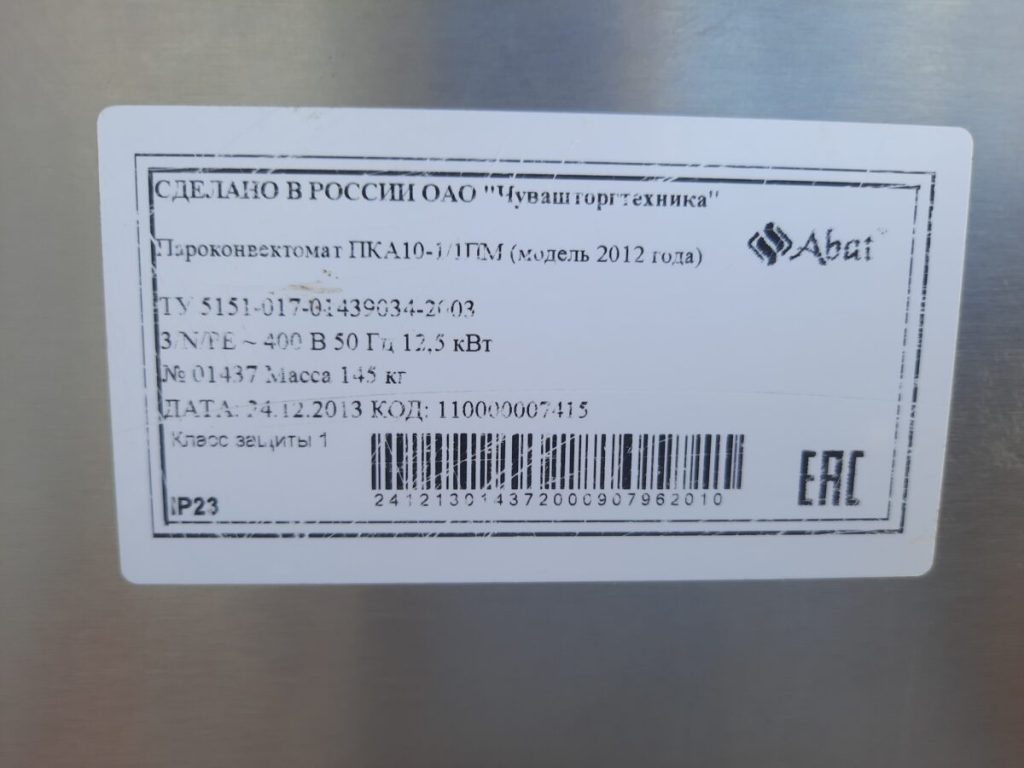 СДЕЛАНО В РОССИИ ОАО "Чувашторгтехника"
Пароконвектомат ПКА10-1/1ПМ (модель 2012 года)
Abat
ТУ 5151-017-01439034-2003
3/N/PE ~ 400 В 50 Гц 12,5 кВт
№ 01437 Масса 145 кг
ДАТА: 24.12.2013 КОД: 110000007415
Класс защиты 1
241213014372000907962010
EAC
IP23